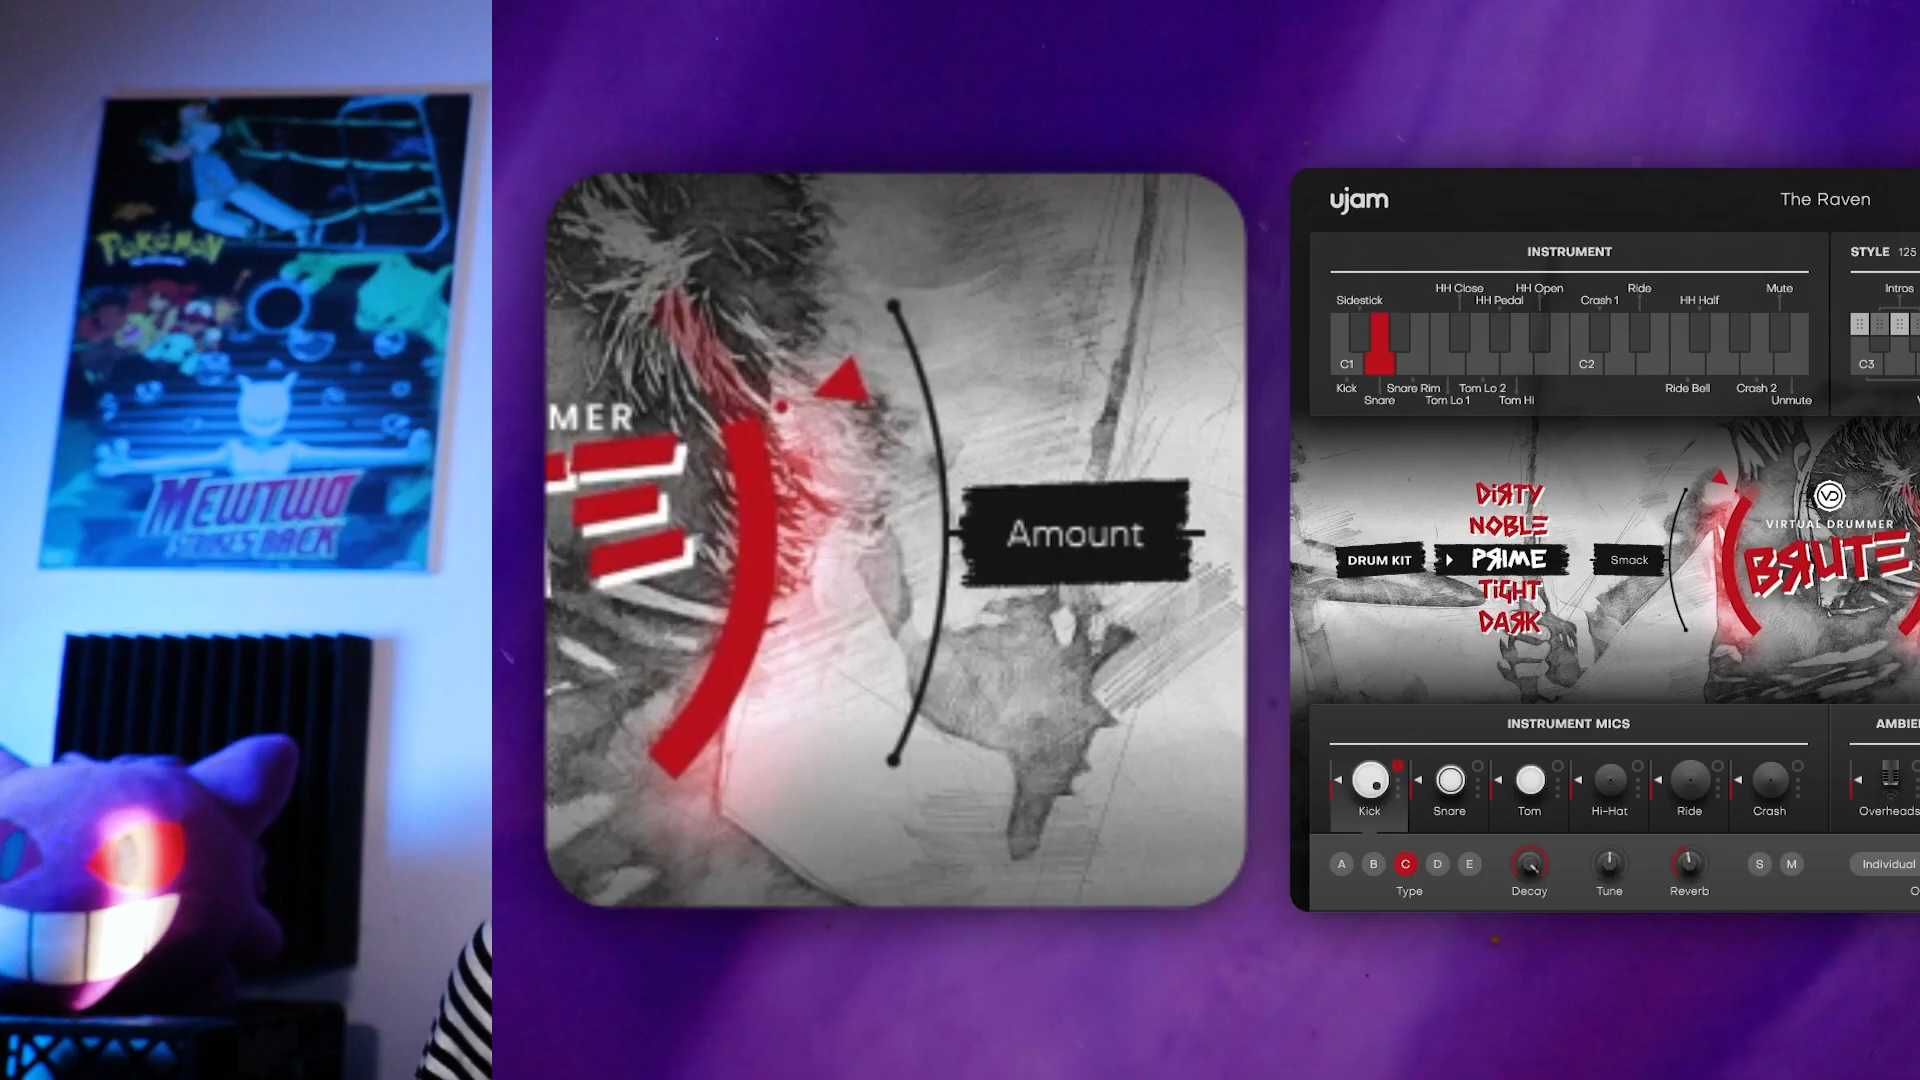 POKéMON
MEWTWO
STRIKES BACK
MER
Amount
ujam
The Raven
INSTRUMENT
STYLE 125
Sidestick
HH Close
HH Pedal
HH Open
Crash 1
Ride
HH Half
Mute
Intros
C1
C2
C3
Kick
Snare
Snare Rim
Tom Lo 1
Tom Lo 2
Tom Hi
Ride Bell
Crash 2
Unmute
V
DRUM KIT
DIRTY
NOBLE
PRIME
TIGHT
DARK
Smack
VD
VIRTUAL DRUMMER
BRUTE
INSTRUMENT MICS
AMBIE
Kick
Snare
Tom
Hi-Hat
Ride
Crash
Overheads
A B C D E
Type
Decay
Tune
Reverb
S M
Individual
O